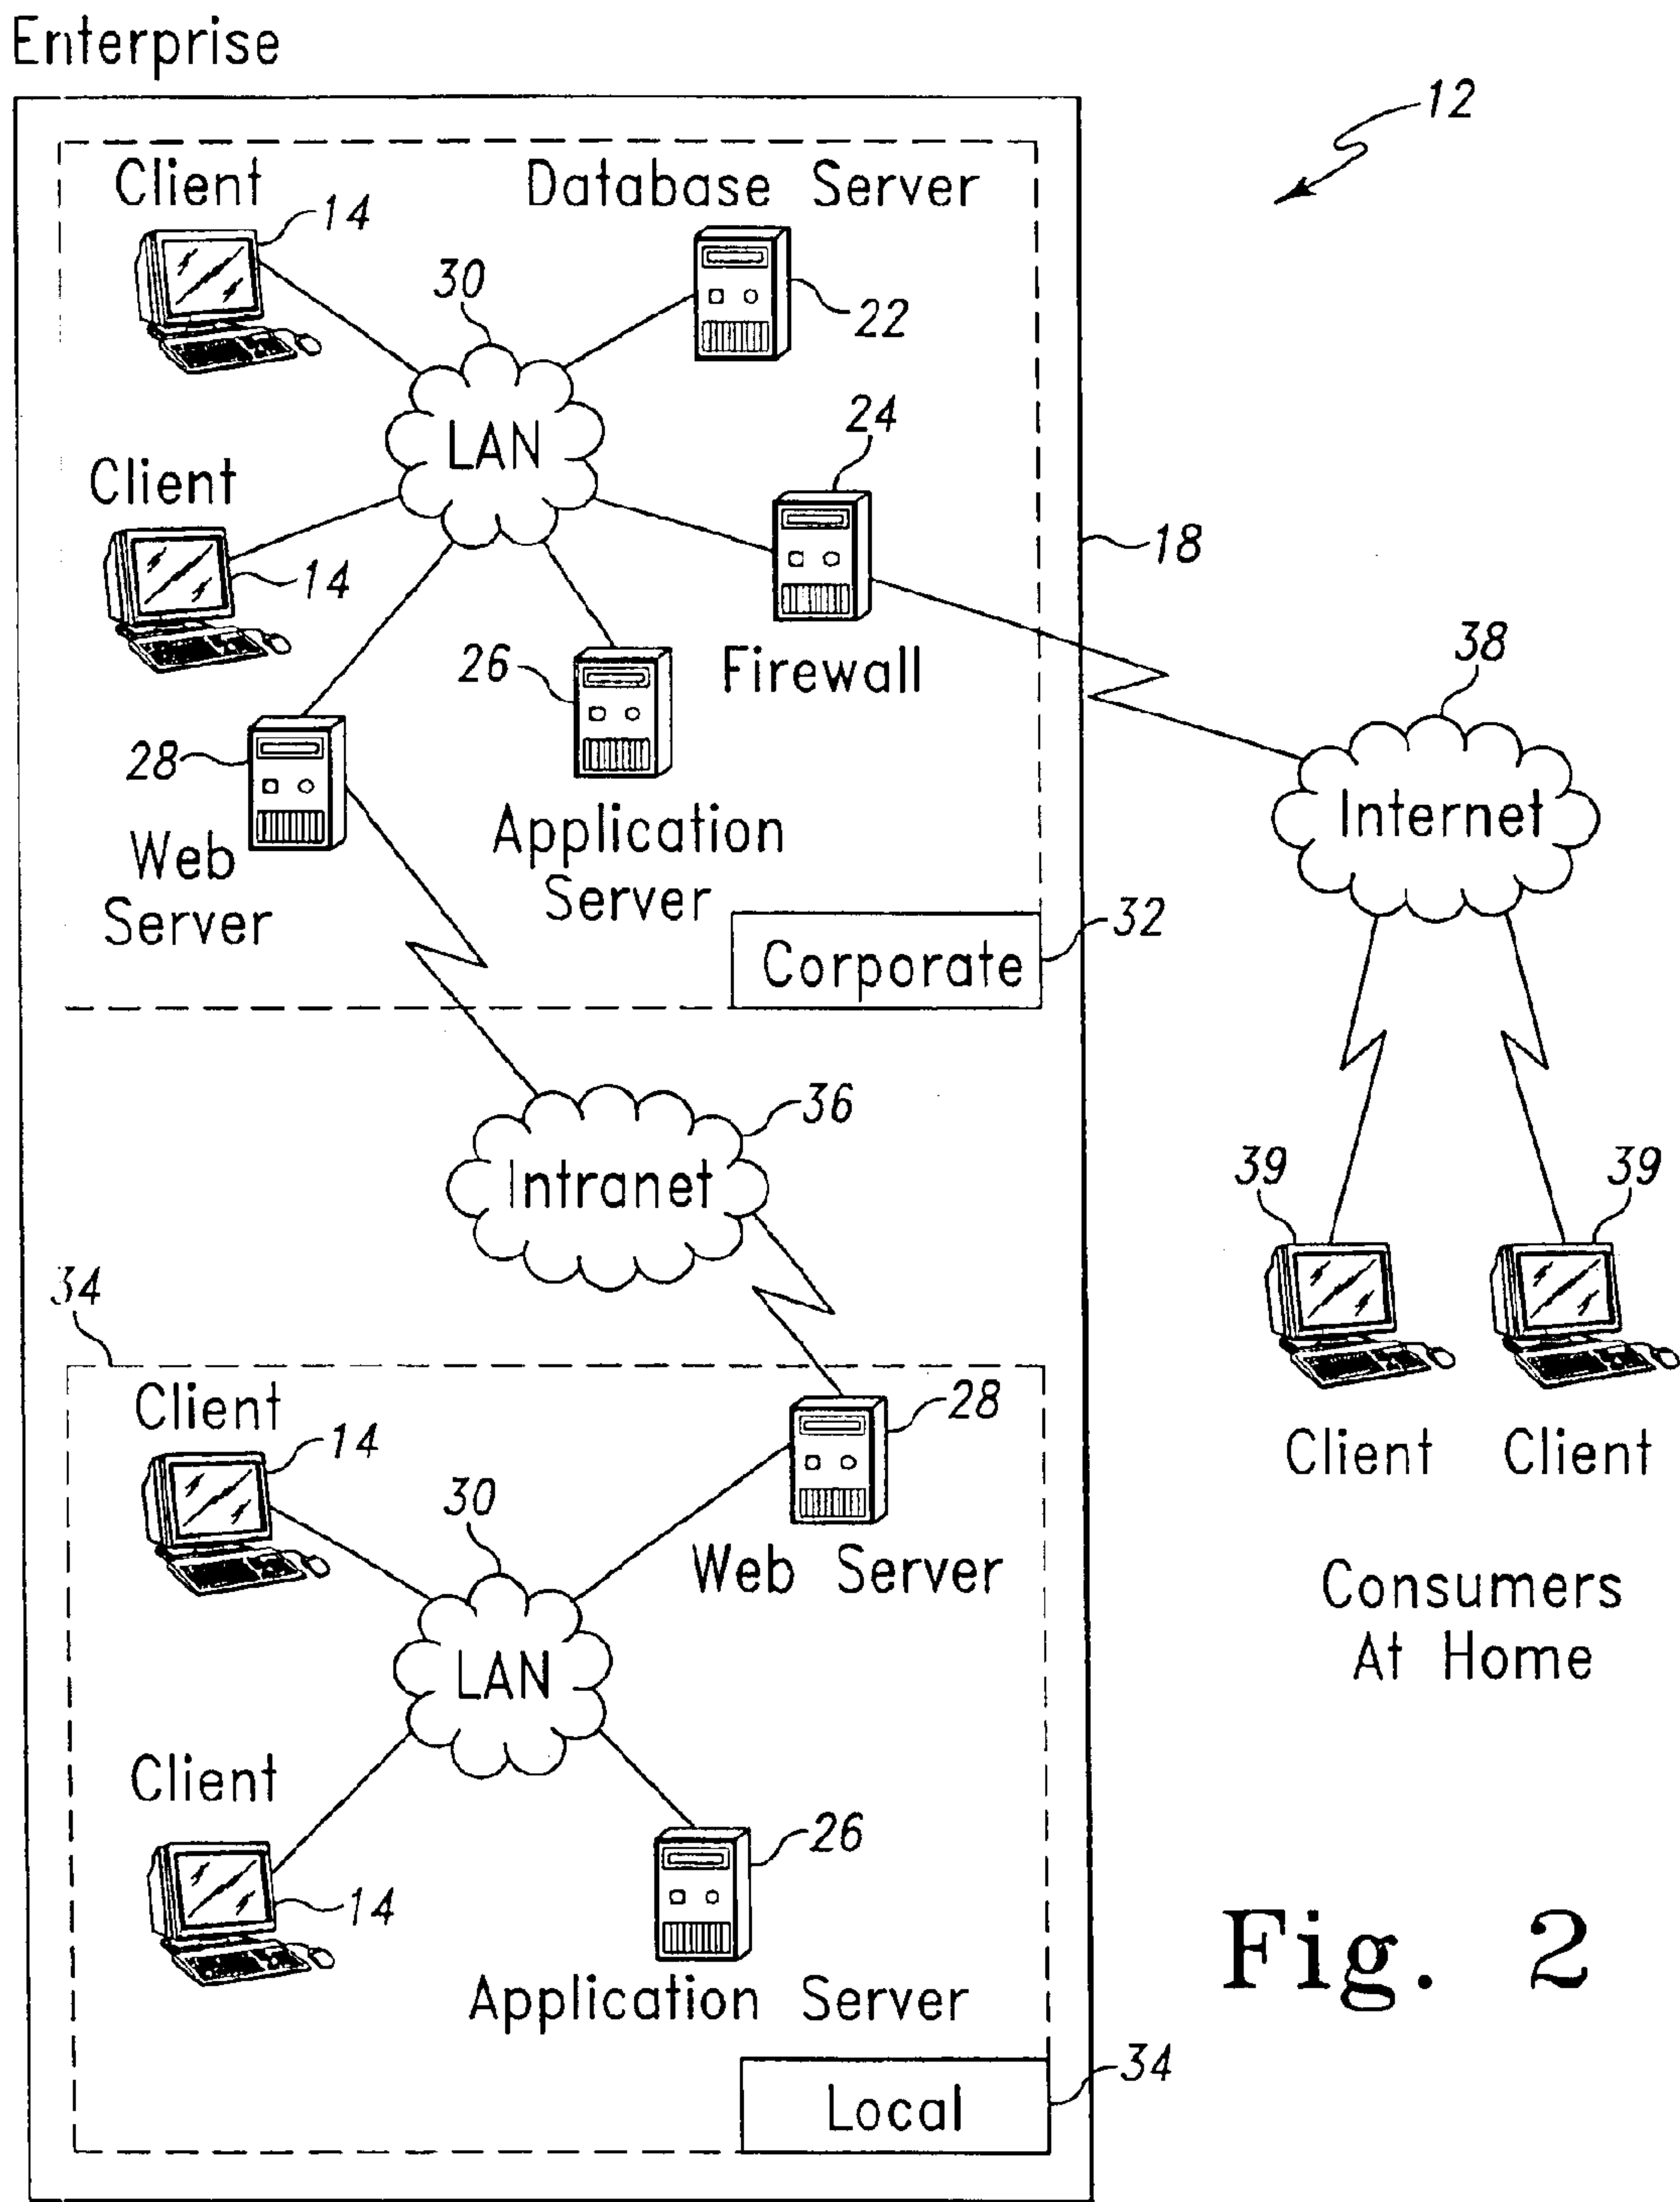 Enterprise
12
Client
Database Server
14
30
22
LAN
24
Client
18
14
26
Firewall
38
28
Internet
Application
Server
Web
Server
32
Corporate
36
Intranet
39
39
34
Client
28
14
Client
Client
30
Web Server
LAN
Consumers
At Home
Client
26
14
Fig. 2
Application Server
34
Local